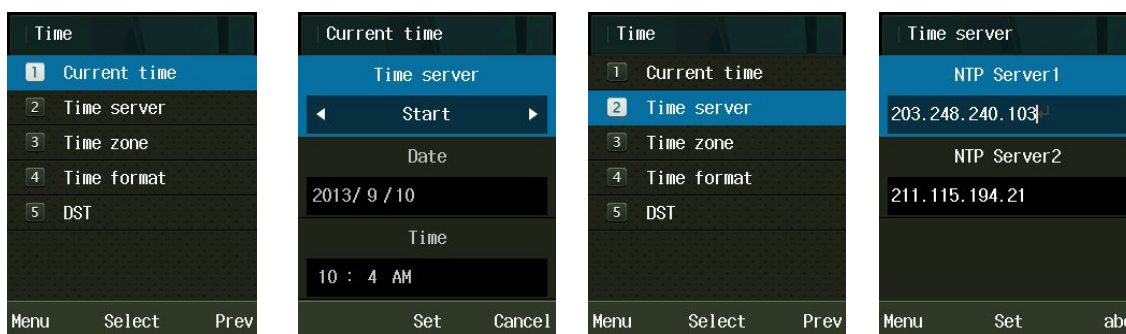 Time
1 Current time
2 Time server
3 Time zone
4 Time format
5 DST
Menu Select Prev
Current time
Time server
Start
Date
2013/ 9 /10
Time
10 : 4 AM
Set Cancel
Time
1 Current time
2 Time server
3 Time zone
4 Time format
5 DST
Menu Select Prev
Time server
NTP Server1
203.248.240.103
NTP Server2
211.115.194.21
Menu Set